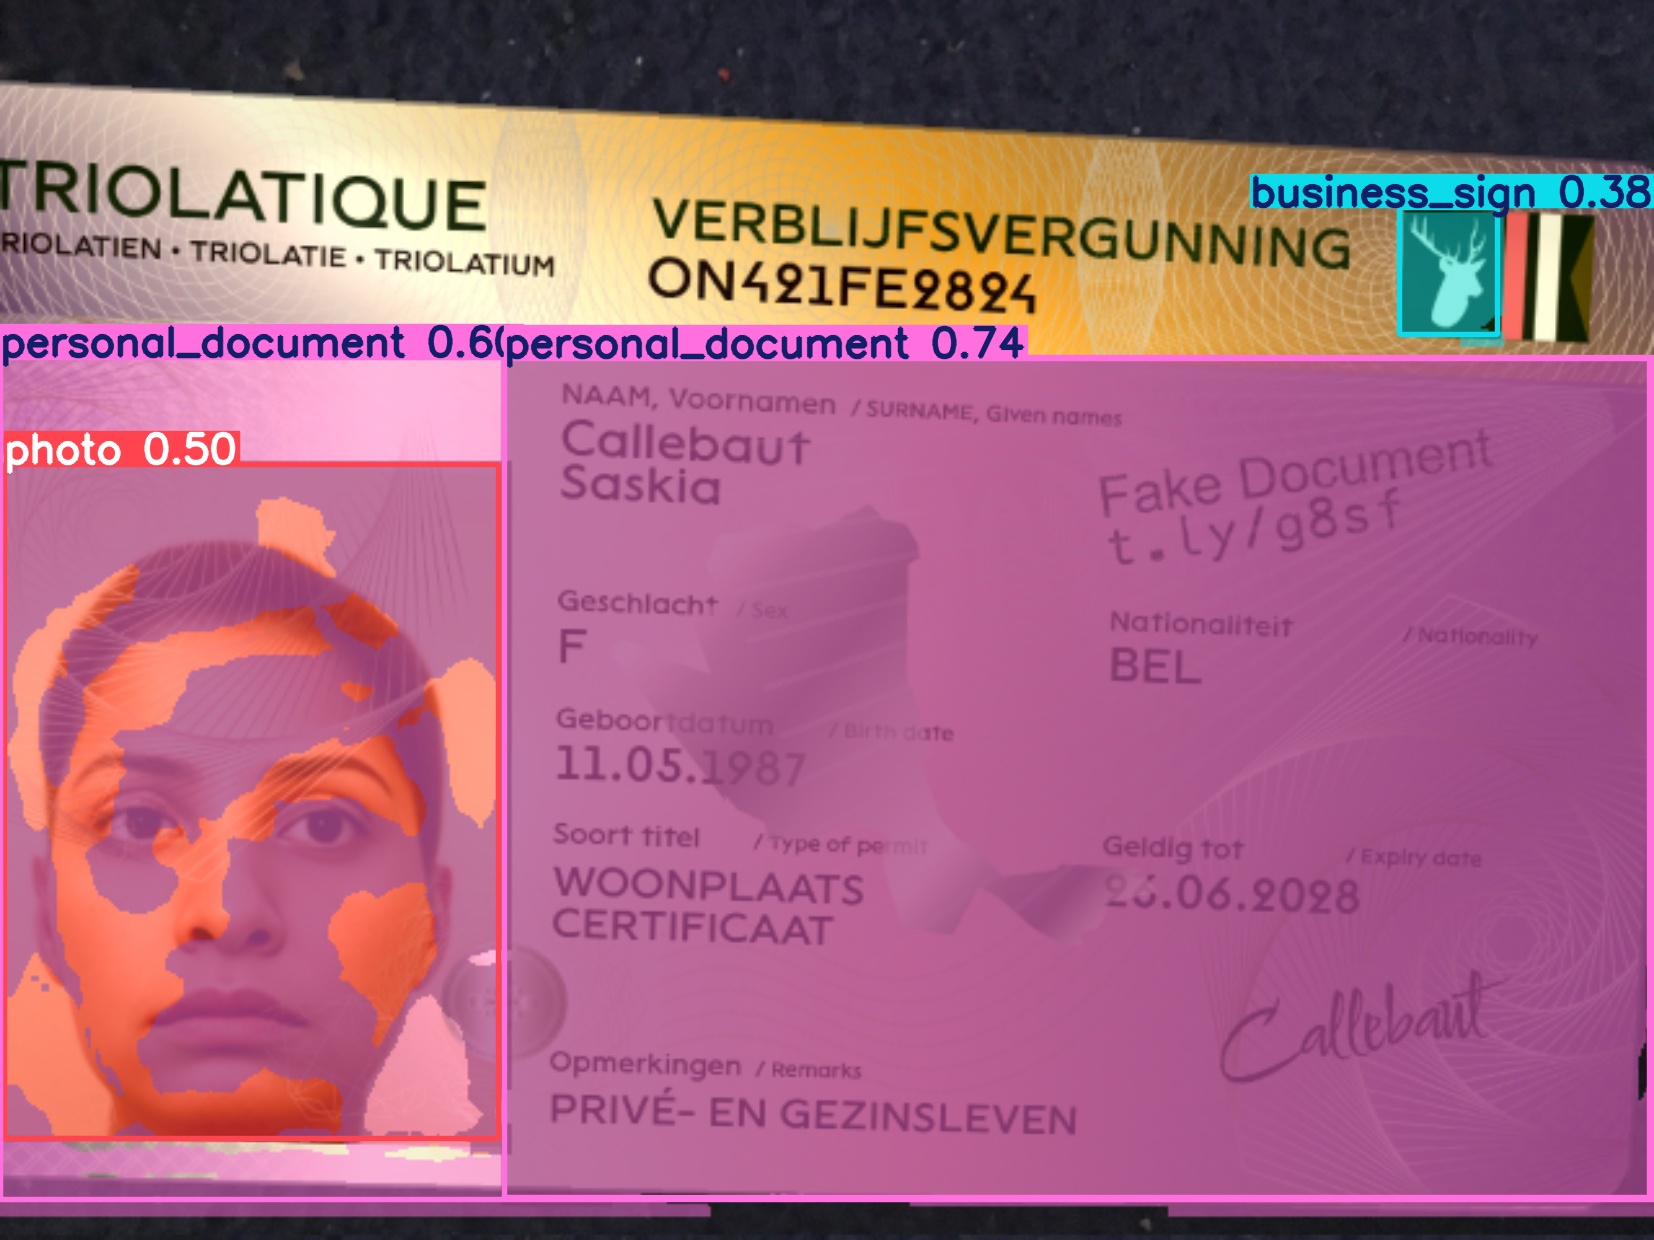 TRIOLATIQUE
RIOLATIEN • TRIOLATIE • TRIOLATIUM
VERBLIJFSVERGUNNING
ON421FE2824
business_sign 0.38
personal_document 0.60
personal_document 0.74
photo 0.50
NAAM, Voornamen / SURNAME, Given names
Callebaut
Saskia
Fake Document
t.ly/g8sf
Geschlacht / Sex
F
Nationaliteit / Nationality
BEL
Geboortdatum / Birth date
11.05.1987
Soort titel / Type of permit
WOONPLAATS
CERTIFICAAT
Geldig tot / Expiry date
26.06.2028
Callebaut
Opmerkingen / Remarks
PRIVÉ- EN GEZINSLEVEN